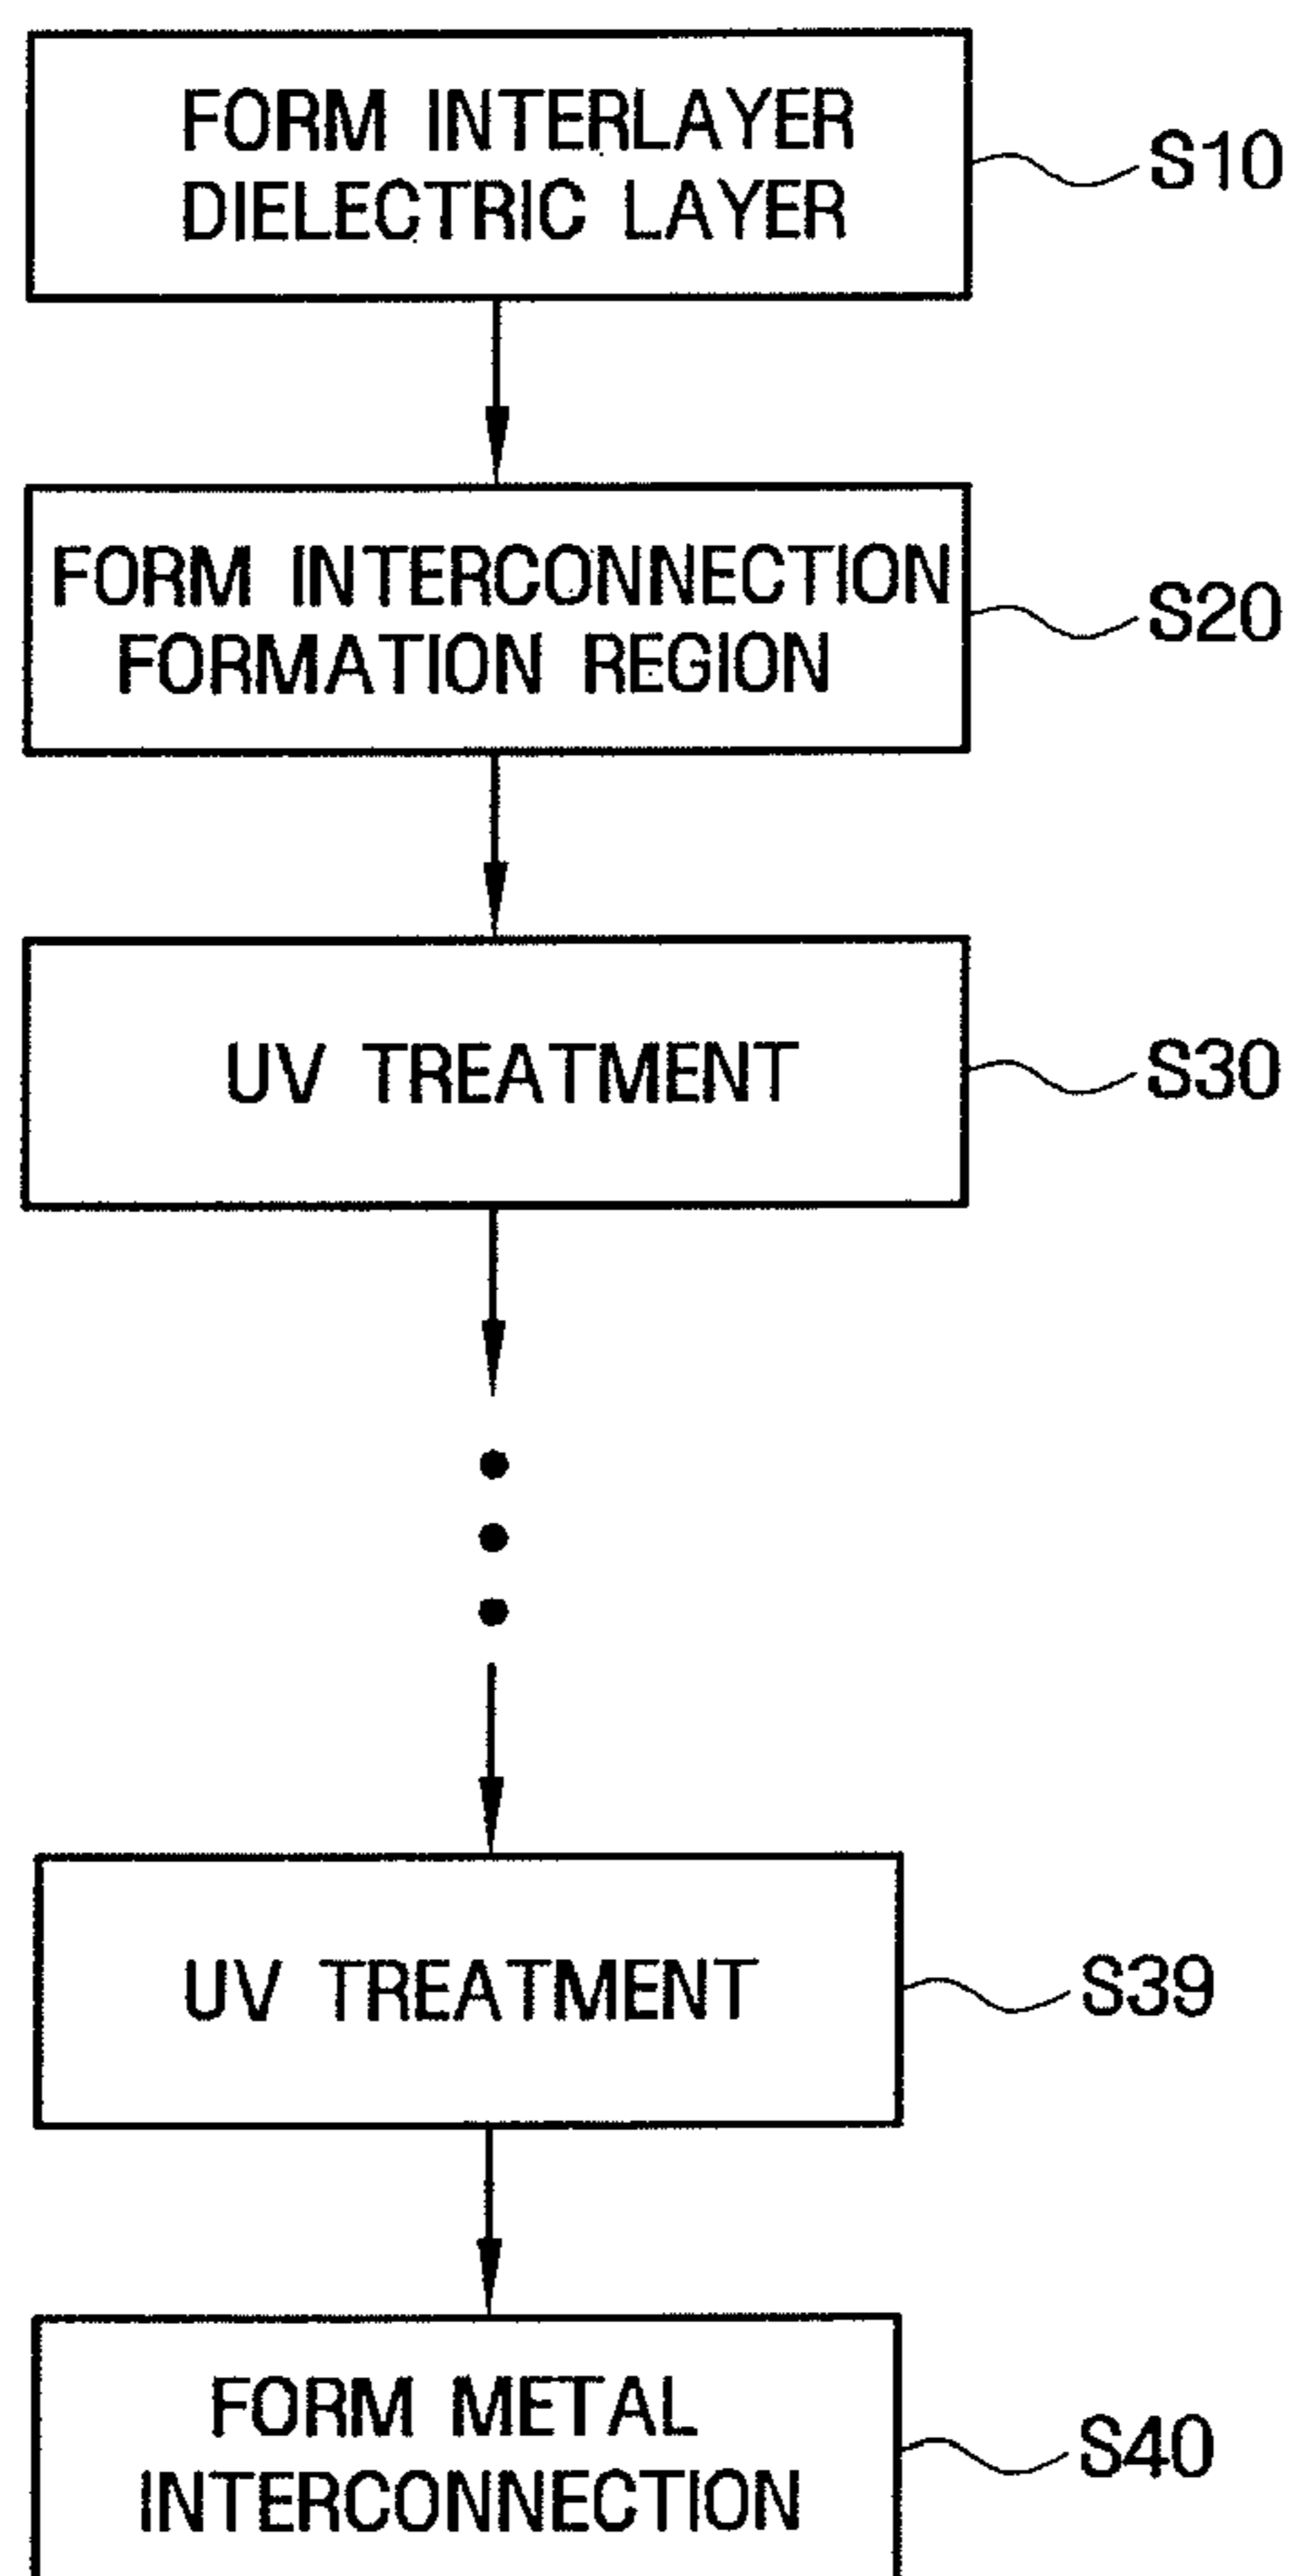 FORM INTERLAYER
DIELECTRIC LAYER
S10
FORM INTERCONNECTION
FORMATION REGION
S20
UV TREATMENT
S30
UV TREATMENT
S39
FORM METAL
INTERCONNECTION
S40